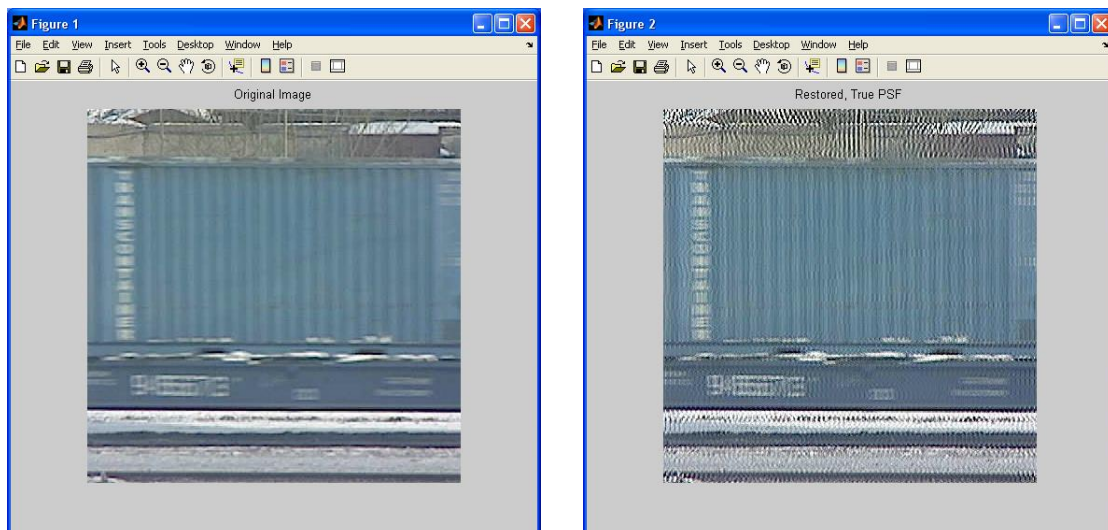 Figure 1
File Edit View Insert Tools Desktop Window Help
Original Image
Figure 2
File Edit View Insert Tools Desktop Window Help
Restored, True PSF